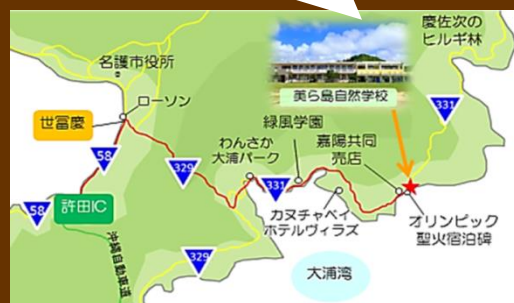 慶佐次の
ヒルギ林
名護市役所
美ら島自然学校
331
ローソン
世冨慶
緑風学園
嘉陽共同
売店
わんさか
大浦パーク
58
329
331
カヌチャベイ
ホテルヴィラズ
オリンピック
聖火宿泊碑
58
許田IC
329
大浦湾
沖縄自動車道